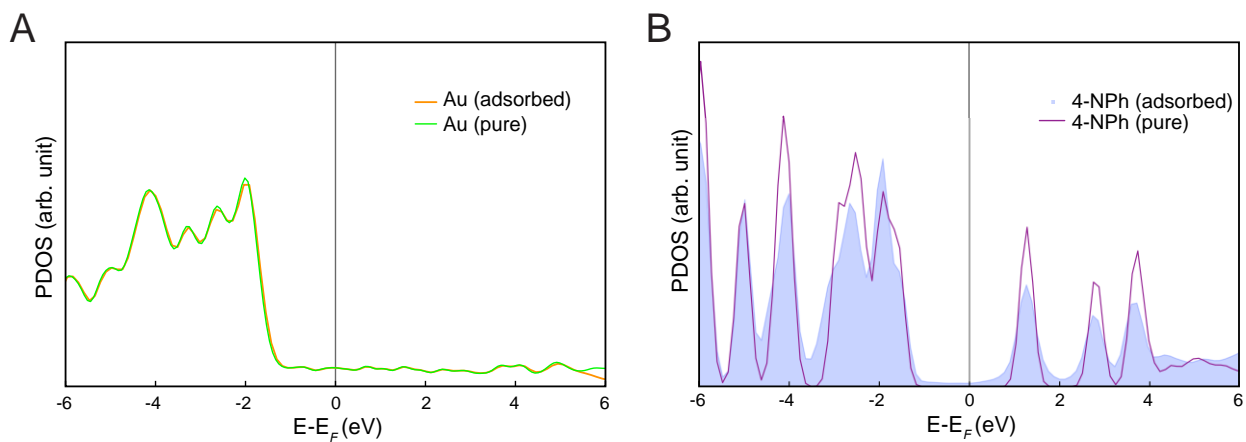 A
PDOS (arb. unit)
Au (adsorbed)
Au (pure)
-6 -4 -2 0 2 4 6
E-E_F (eV)
B
PDOS (arb. unit)
4-NPh (adsorbed)
4-NPh (pure)
-6 -4 -2 0 2 4 6
E-E_F (eV)